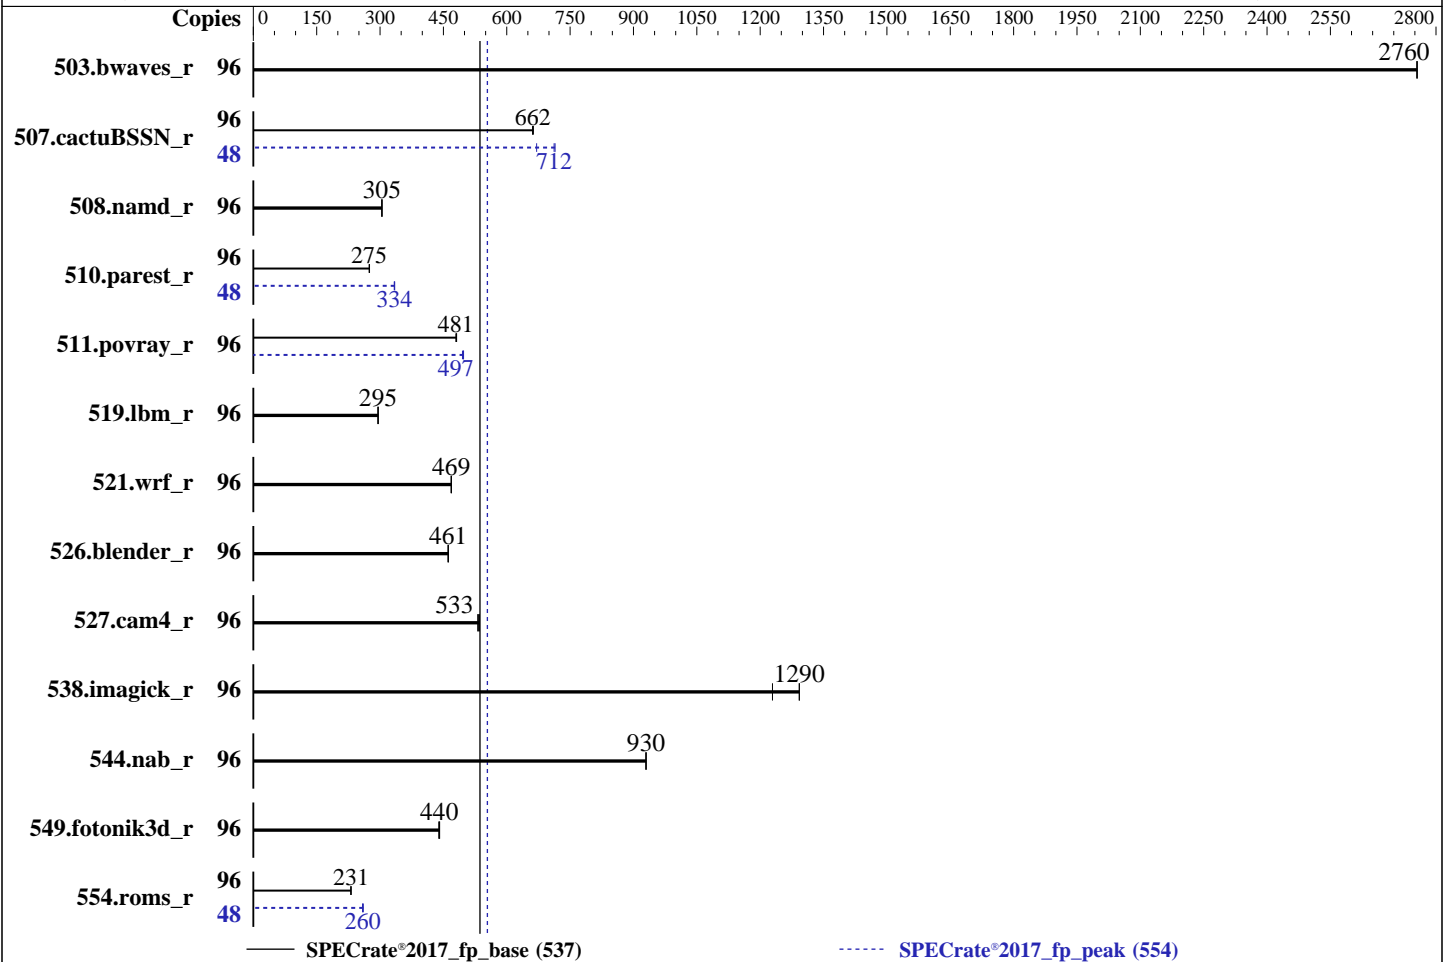 Copies 0 150 300 450 600 750 900 1050 1200 1350 1500 1650 1800 1950 2100 2250 2400 2550 2800
503.bwaves_r 96 2760
507.cactuBSSN_r 96 662
48 712
508.namd_r 96 305
510.parest_r 96 275
48 334
511.povray_r 96 481
497
519.lbm_r 96 295
521.wrf_r 96 469
526.blender_r 96 461
527.cam4_r 96 533
538.imagick_r 96 1290
544.nab_r 96 930
549.fotonik3d_r 96 440
554.roms_r 96 231
48 260
SPECrate®2017_fp_base (537) SPECrate®2017_fp_peak (554)